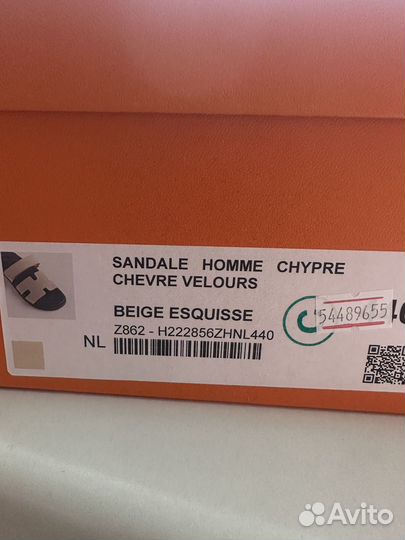 SANDALE HOMME CHYPRE
CHEVRE VELOURS
BEIGE ESQUISSE
Z862 - H222856ZHNL440
NL
54489655
Avito